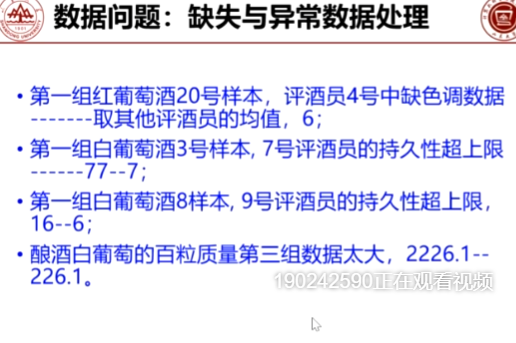 数据问题：缺失与异常数据处理
• 第一组红葡萄酒20号样本，评酒员4号中缺色调数据
-------取其他评酒员的均值，6；
• 第一组白葡萄酒3号样本, 7号评酒员的持久性超上限
------77--7；
• 第一组白葡萄酒8样本, 9号评酒员的持久性超上限，
16--6；
• 酿酒白葡萄的百粒质量第三组数据太大，2226.1--
226.1。
190242590正在观看视频